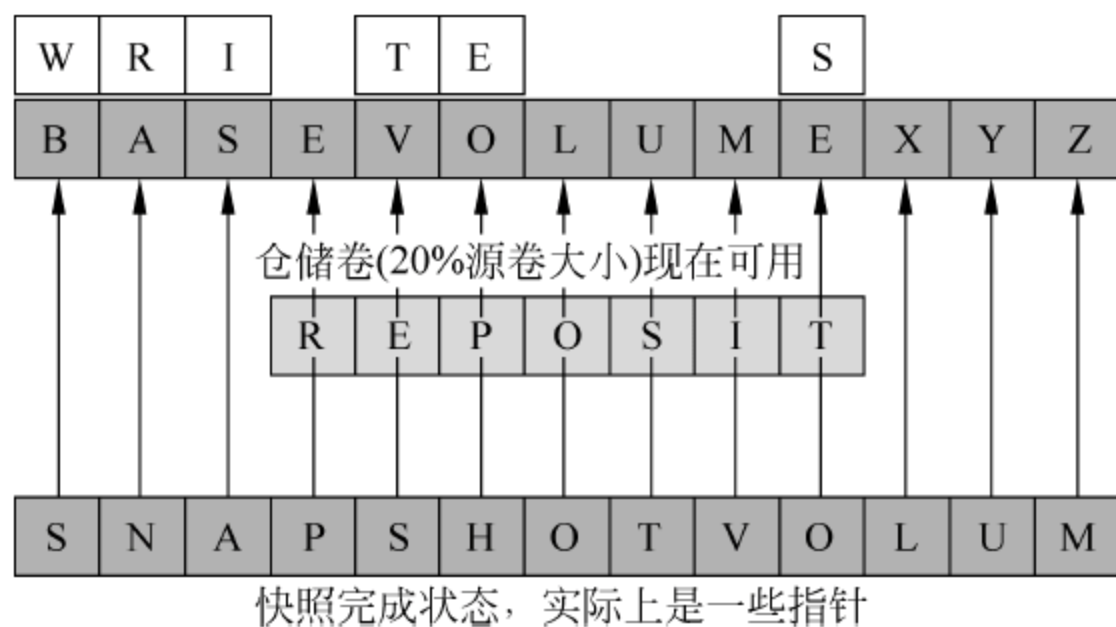 W R I T E S
B A S E V O L U M E X Y Z
仓储卷(20%源卷大小)现在可用
R E P O S I T
S N A P S H O T V O L U M
快照完成状态，实际上是一些指针